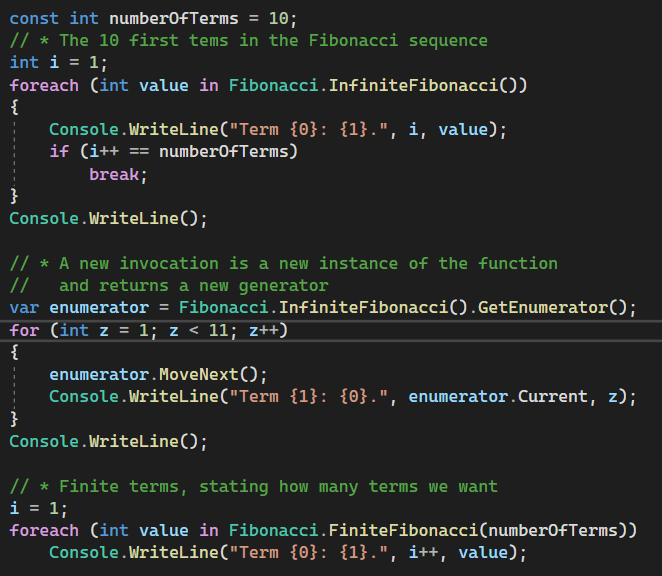 const int numberOfTerms = 10;
// * The 10 first tems in the Fibonacci sequence
int i = 1;
foreach (int value in Fibonacci.InfiniteFibonacci())
{
    Console.WriteLine("Term {0}: {1}.", i, value);
    if (i++ == numberOfTerms)
        break;
}
Console.WriteLine();

// * A new invocation is a new instance of the function
//   and returns a new generator
var enumerator = Fibonacci.InfiniteFibonacci().GetEnumerator();
for (int z = 1; z < 11; z++)
{
    enumerator.MoveNext();
    Console.WriteLine("Term {1}: {0}.", enumerator.Current, z);
}
Console.WriteLine();

// * Finite terms, stating how many terms we want
i = 1;
foreach (int value in Fibonacci.FiniteFibonacci(numberOfTerms))
    Console.WriteLine("Term {0}: {1}.", i++, value);